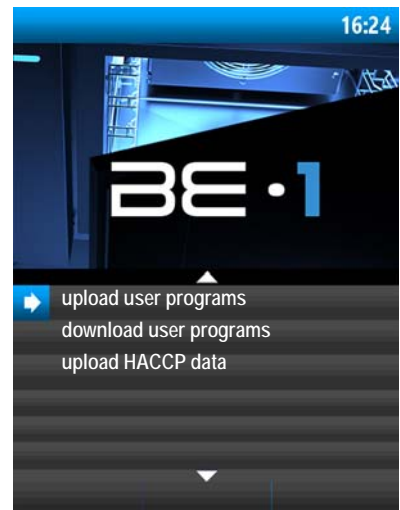 16:24
BE·1
upload user programs
download user programs
upload HACCP data